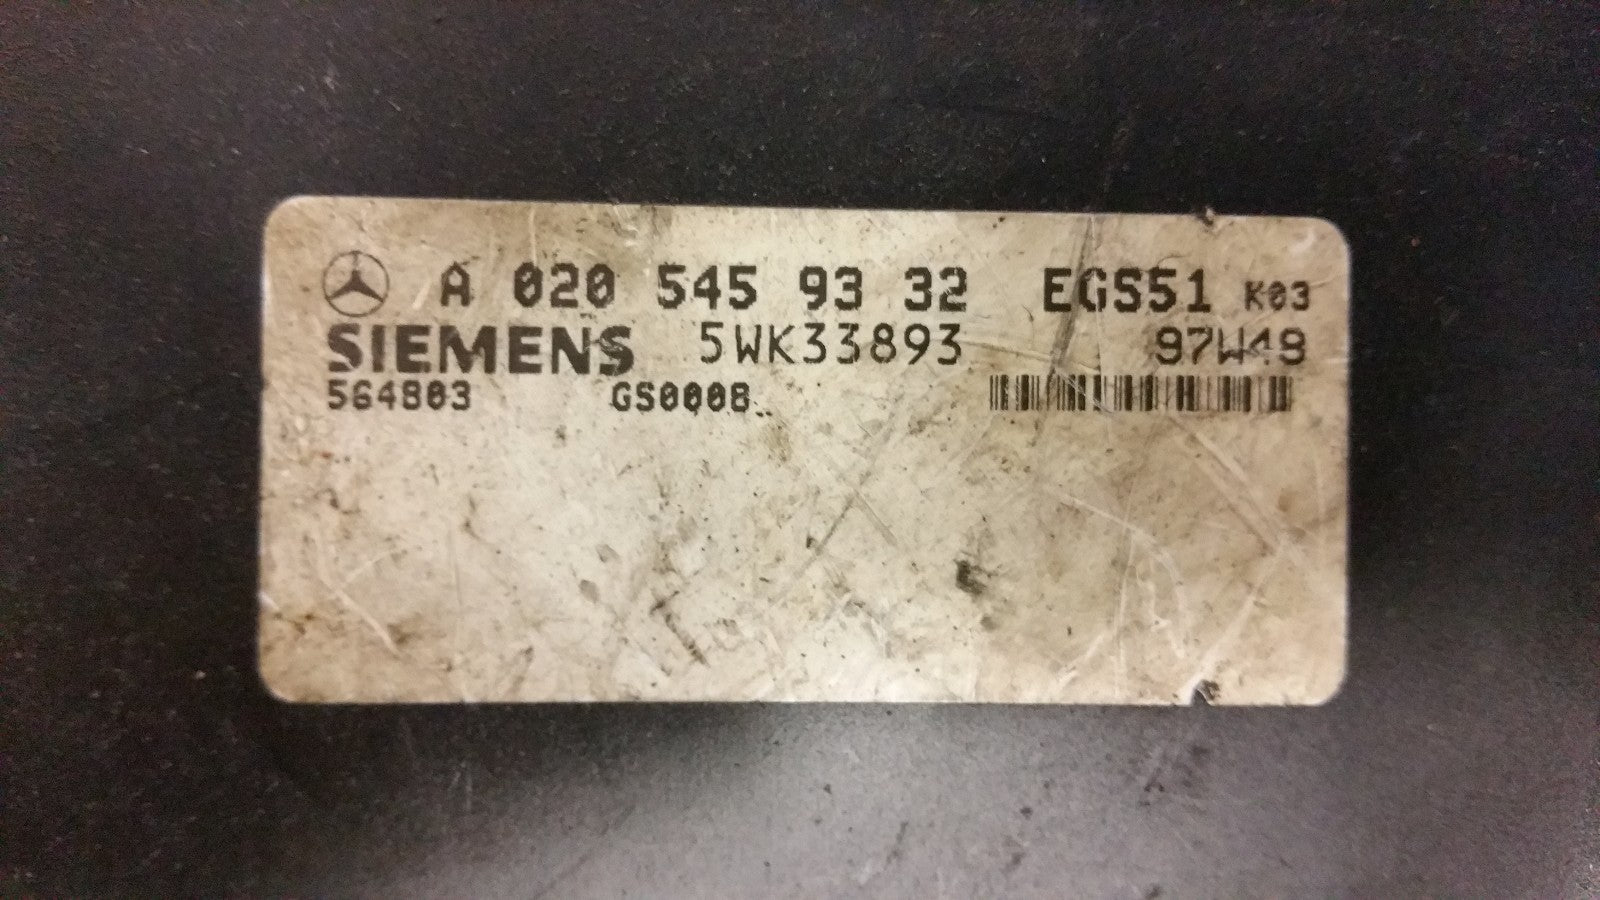 A 020 545 93 32 EGS51 K03
SIEMENS 5WK33893 97W49
564803 GS0008